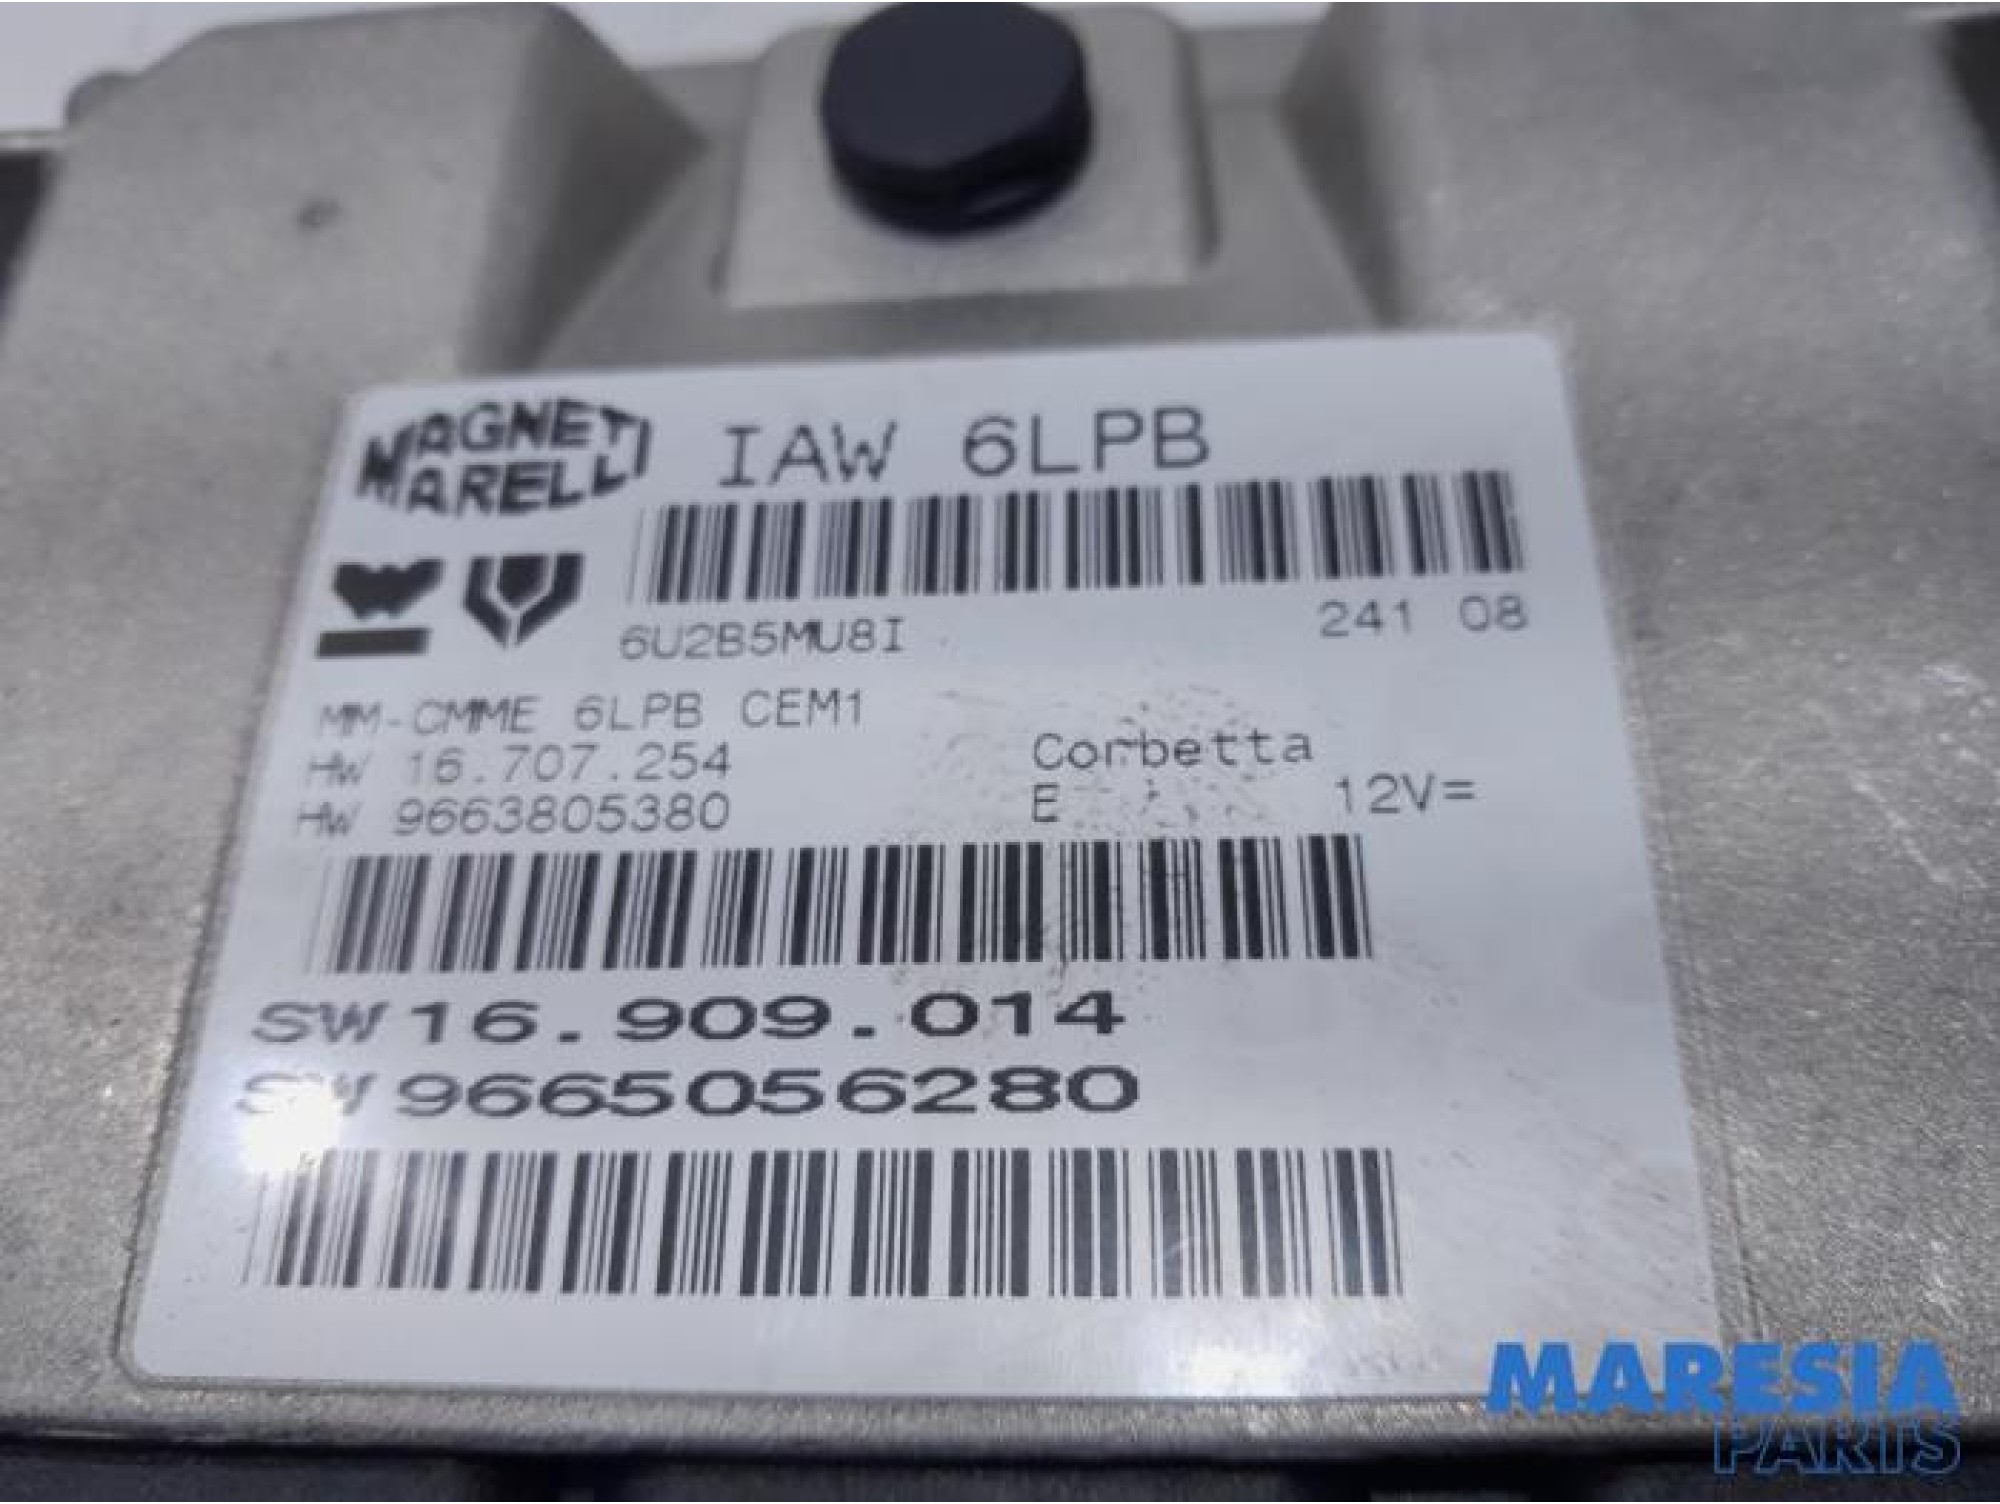 MAGNETI
MARELLI
IAW 6LPB
6U2B5MU8I 241 08
MM-CMME 6LPB CEM1
HW 16.707.254 Corbetta
HW 9663805380 E 12V=
SW 16.909.014
SW 9665056280
MARESIA
PARTS